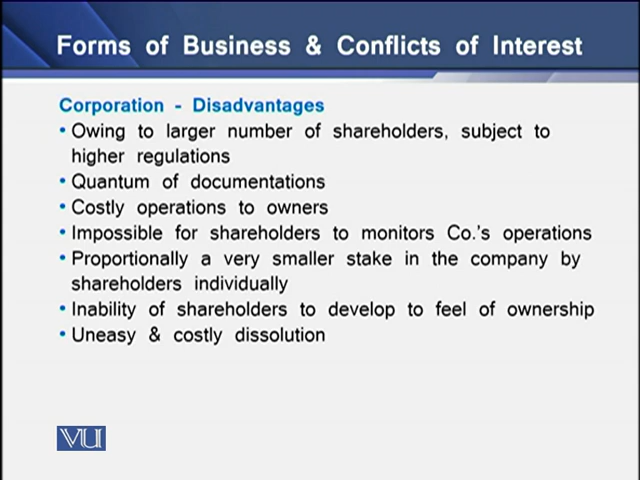 Forms of Business & Conflicts of Interest
Corporation - Disadvantages
• Owing to larger number of shareholders, subject to
higher regulations
• Quantum of documentations
• Costly operations to owners
• Impossible for shareholders to monitors Co.'s operations
• Proportionally a very smaller stake in the company by
shareholders individually
• Inability of shareholders to develop to feel of ownership
• Uneasy & costly dissolution
VU